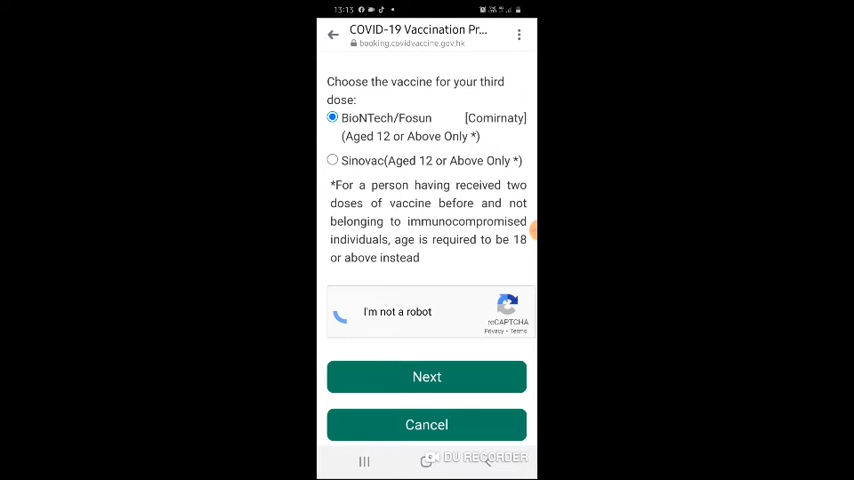 13:13
COVID-19 Vaccination Pr...
booking.covidvaccine.gov.hk
Choose the vaccine for your third
dose:
BioNTech/Fosun [Comirnaty]
(Aged 12 or Above Only *)
Sinovac(Aged 12 or Above Only *)
*For a person having received two
doses of vaccine before and not
belonging to immunocompromised
individuals, age is required to be 18
or above instead
I'm not a robot
reCAPTCHA
Privacy - Terms
Next
Cancel
DU RECORDER